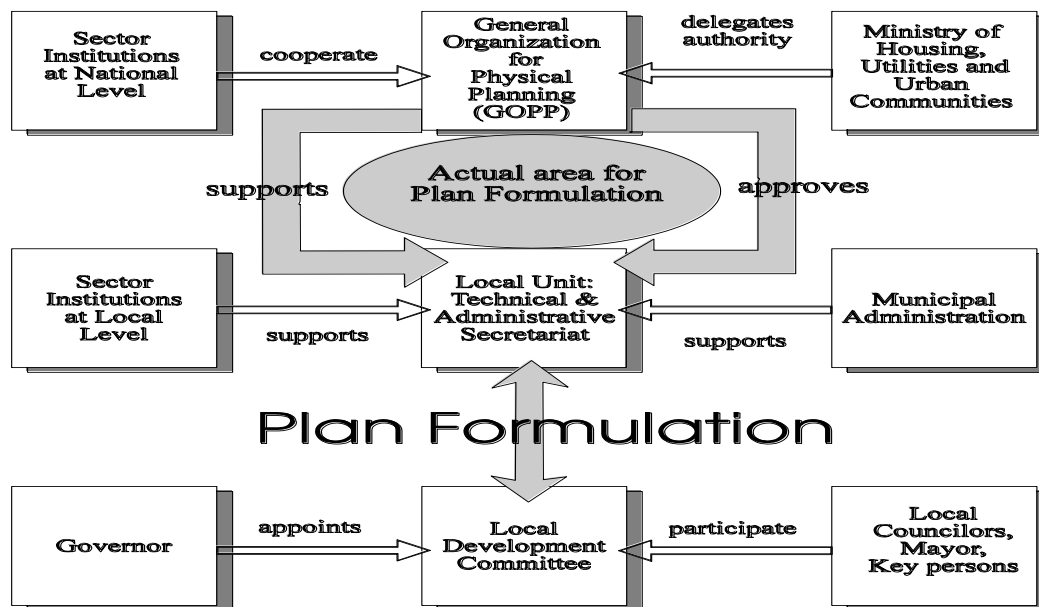 Sector
Institutions
at National
Level
cooperate
General
Organization
for
Physical
Planning
(GOPP)
delegates
authority
Ministry of
Housing,
Utilities and
Urban
Communities
supports
Actual area for
Plan Formulation
approves
Sector
Institutions
at Local
Level
supports
Local Unit:
Technical &
Administrative
Secretariat
supports
Municipal
Administration
Plan Formulation
Governor
appoints
Local
Development
Committee
participate
Local
Councilors,
Mayor,
Key persons